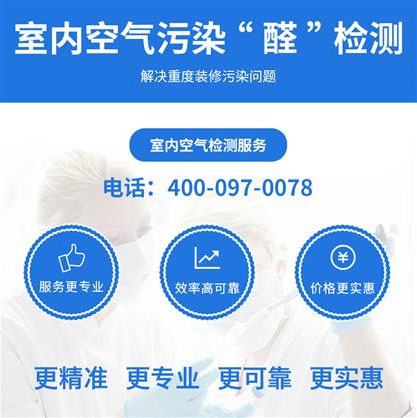 室内空气污染“醛”检测
解决重度装修污染问题
室内空气检测服务
电话：400-097-0078
服务更专业
效率高可靠
价格更实惠
更精准 更专业 更可靠 更实惠